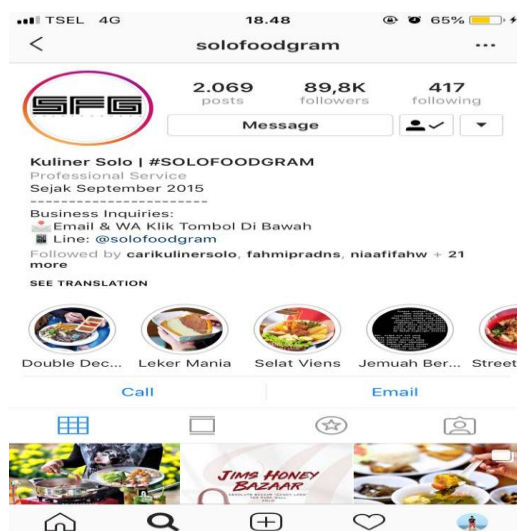 TSEL 4G 18.48 65%
solofoodgram
SFG
2.069 89,8K 417
posts followers following
Message
Kuliner Solo | #SOLOFOODGRAM
Professional Service
Sejak September 2015
------------------------
Business Inquiries:
Email & WA Klik Tombol Di Bawah
Line: @solofoodgram
Followed by carikulinersolo, fahmipradns, niaafifahw + 21
more
SEE TRANSLATION
Double Dec... Leker Mania Selat Viens Jemuah Ber... Street
Call Email
JIMS HONEY
BAZAAR